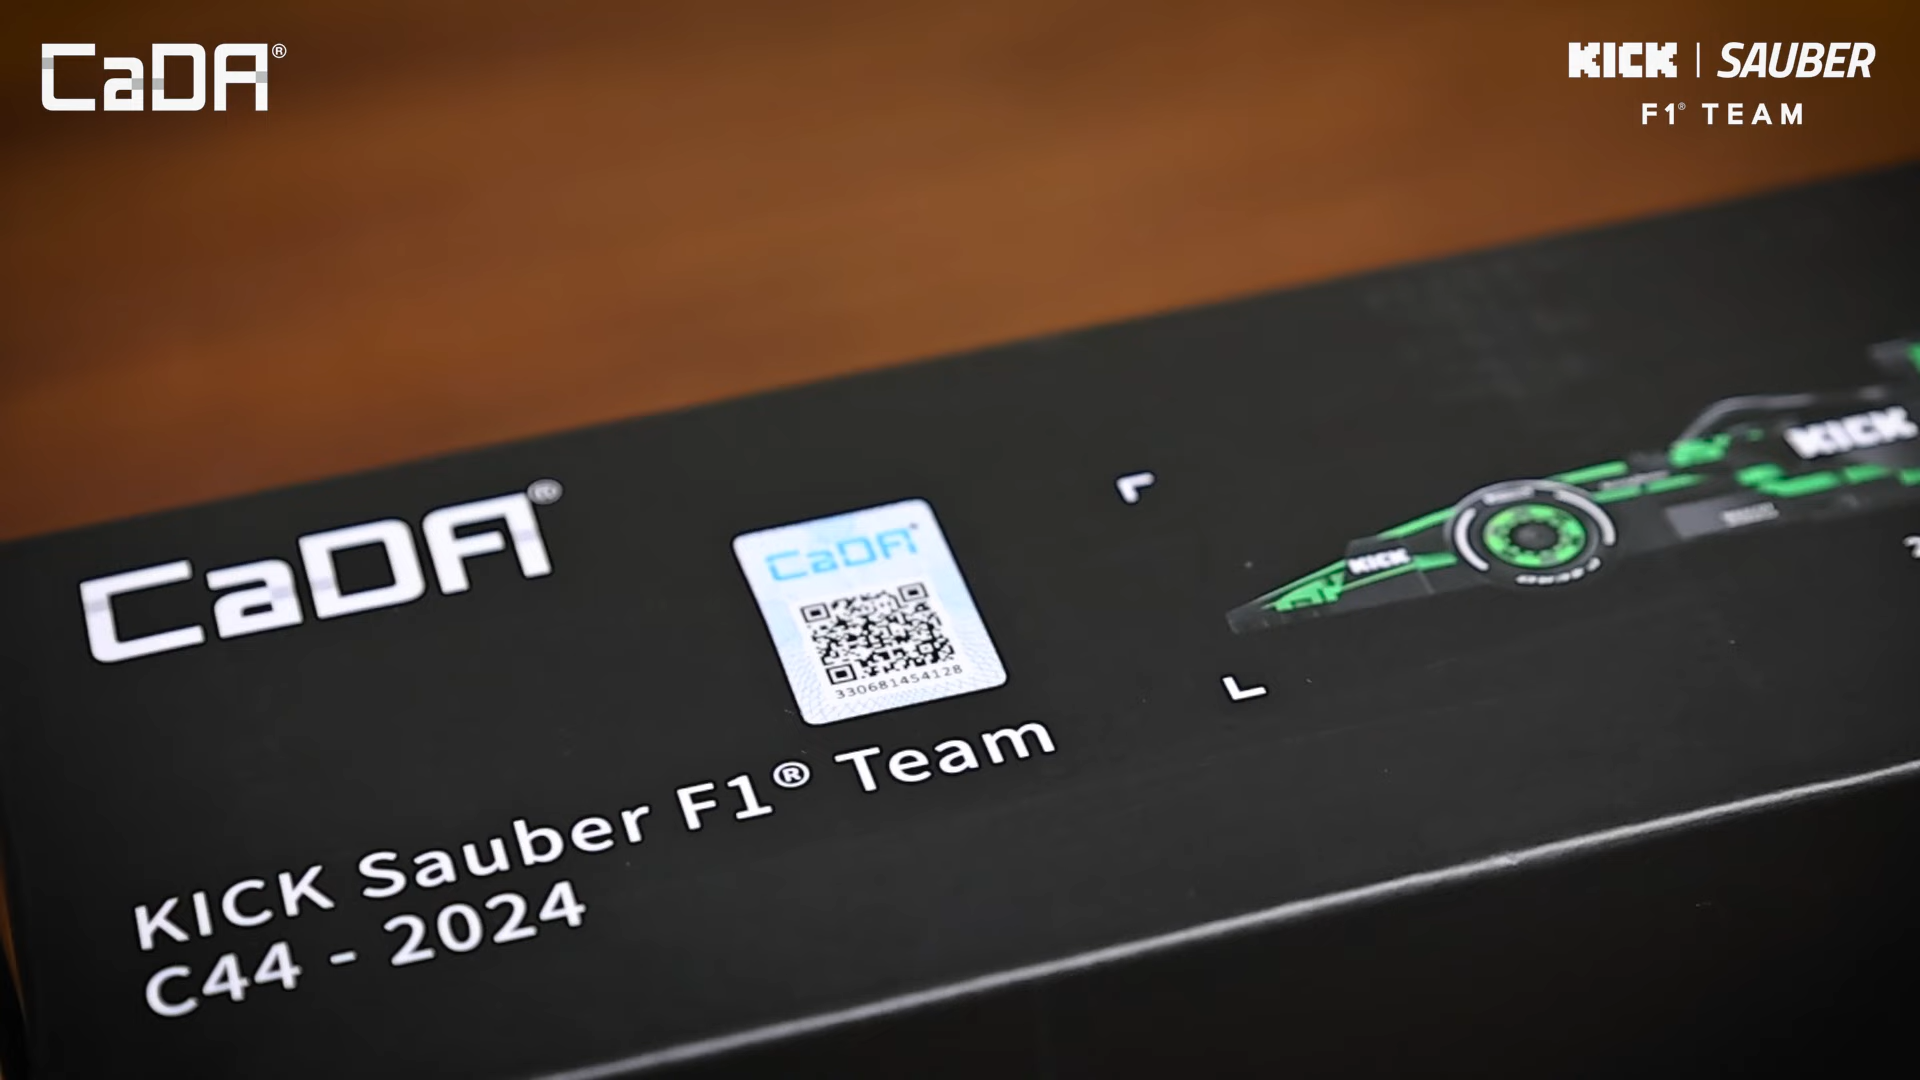 CaDA®
KICK | SAUBER
F1® TEAM
CaDA®
CaDA®
330681454128
KICK Sauber F1® Team
C44 - 2024
KICK
KICK